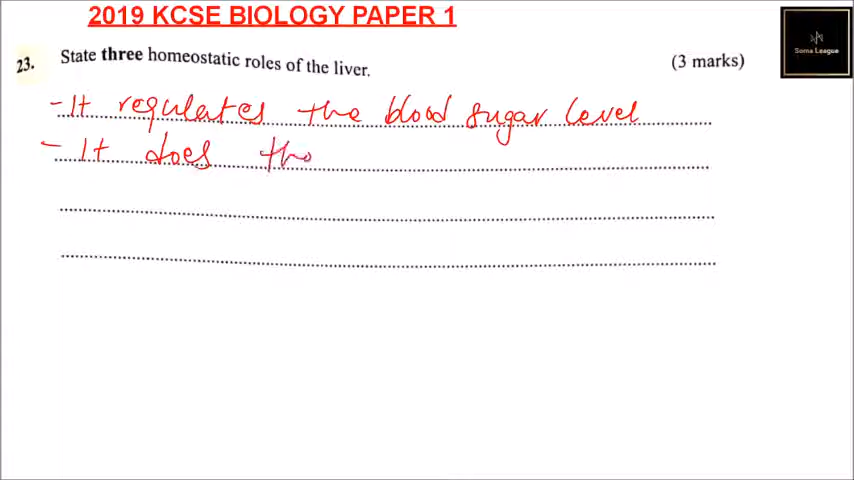 2019 KCSE BIOLOGY PAPER 1
Soma League
23. State three homeostatic roles of the liver. (3 marks)
- It regulates the blood sugar level
- It does the